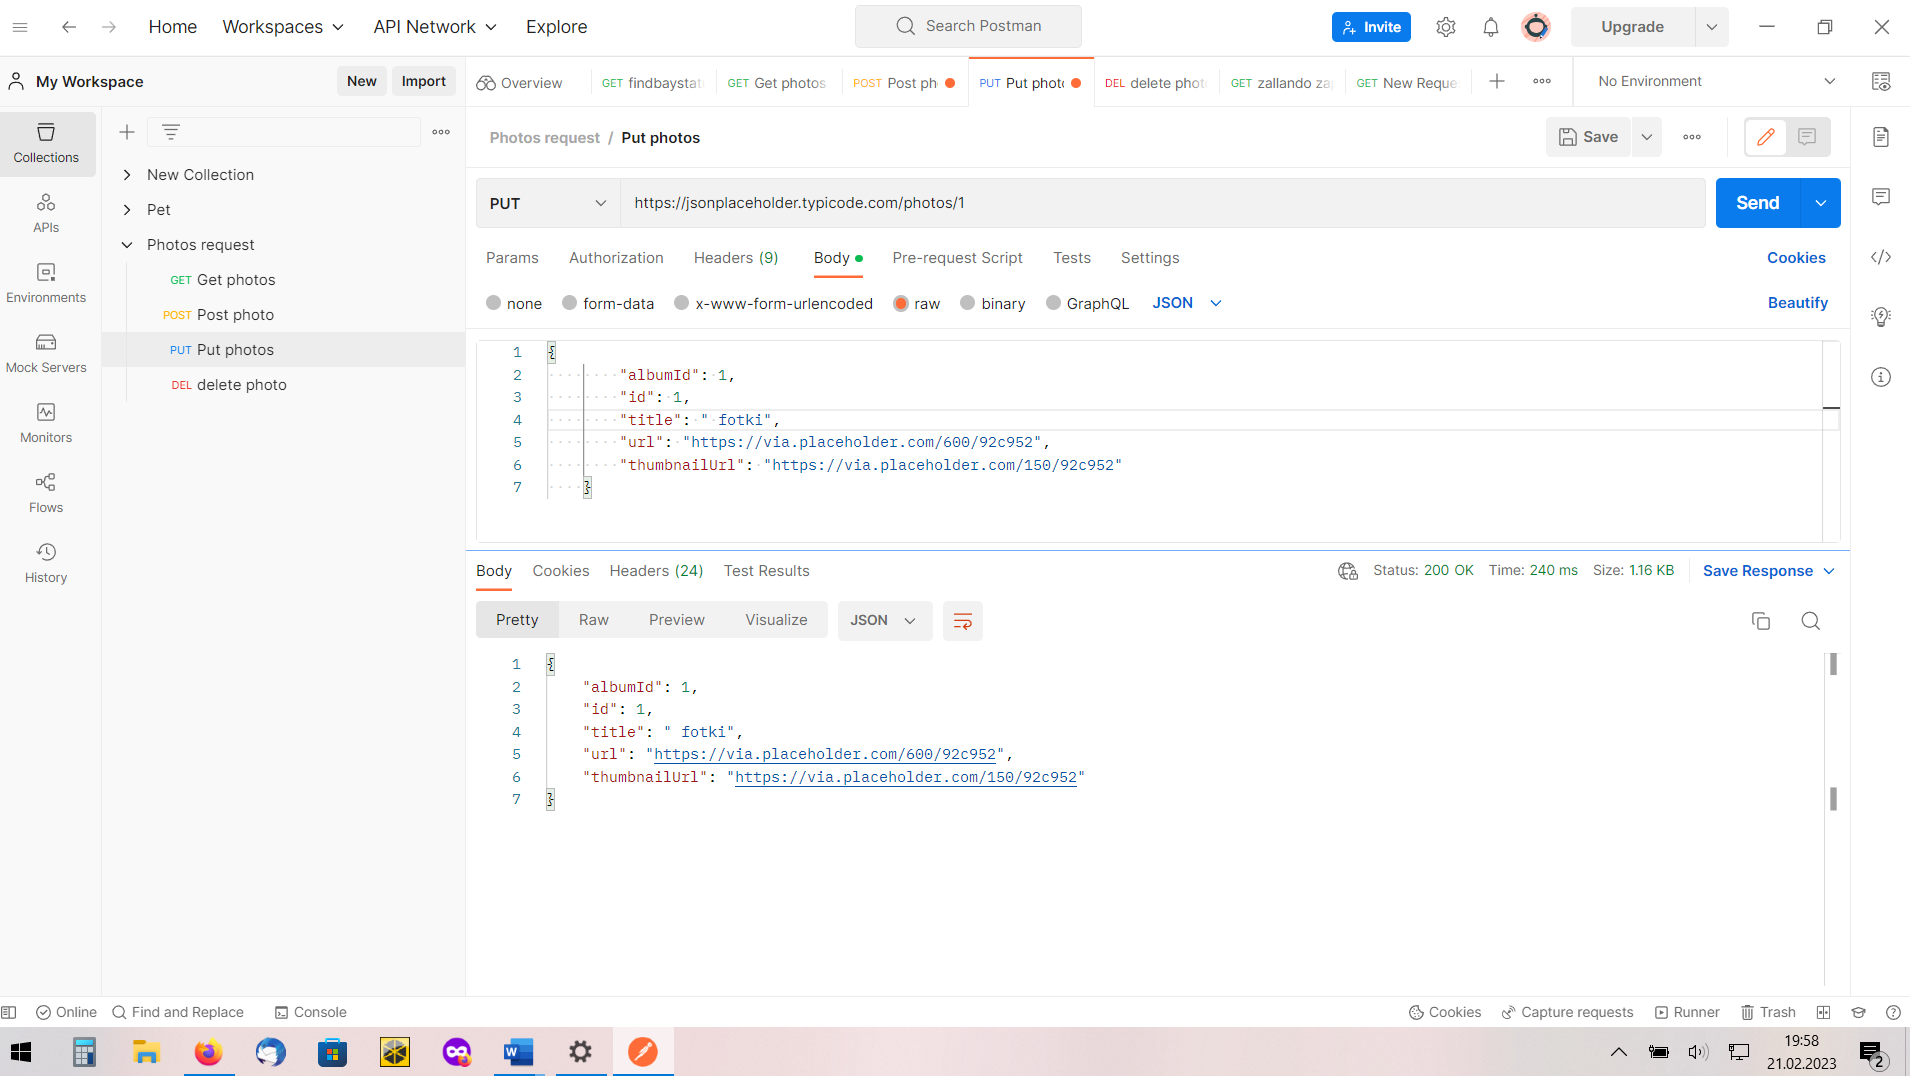 Home Workspaces API Network Explore Search Postman Invite Upgrade
My Workspace New Import Overview GET findbaystat GET Get photos POST Post ph PUT Put photo DEL delete phot GET zallando za GET New Reque No Environment
Photos request / Put photos Save
Collections
APIs
Environments
Mock Servers
Monitors
Flows
History
New Collection
Pet
Photos request
GET Get photos
POST Post photo
PUT Put photos
DEL delete photo
PUT https://jsonplaceholder.typicode.com/photos/1 Send
Params Authorization Headers (9) Body Pre-request Script Tests Settings Cookies
none form-data x-www-form-urlencoded raw binary GraphQL JSON Beautify
1 {
2 "albumId": 1,
3 "id": 1,
4 "title": " fotki",
5 "url": "https://via.placeholder.com/600/92c952",
6 "thumbnailUrl": "https://via.placeholder.com/150/92c952"
7 }
Body Cookies Headers (24) Test Results Status: 200 OK Time: 240 ms Size: 1.16 KB Save Response
Pretty Raw Preview Visualize JSON
1 {
2 "albumId": 1,
3 "id": 1,
4 "title": " fotki",
5 "url": "https://via.placeholder.com/600/92c952",
6 "thumbnailUrl": "https://via.placeholder.com/150/92c952"
7 }
Online Find and Replace Console Cookies Capture requests Runner Trash
W
19:58
21.02.2023
2